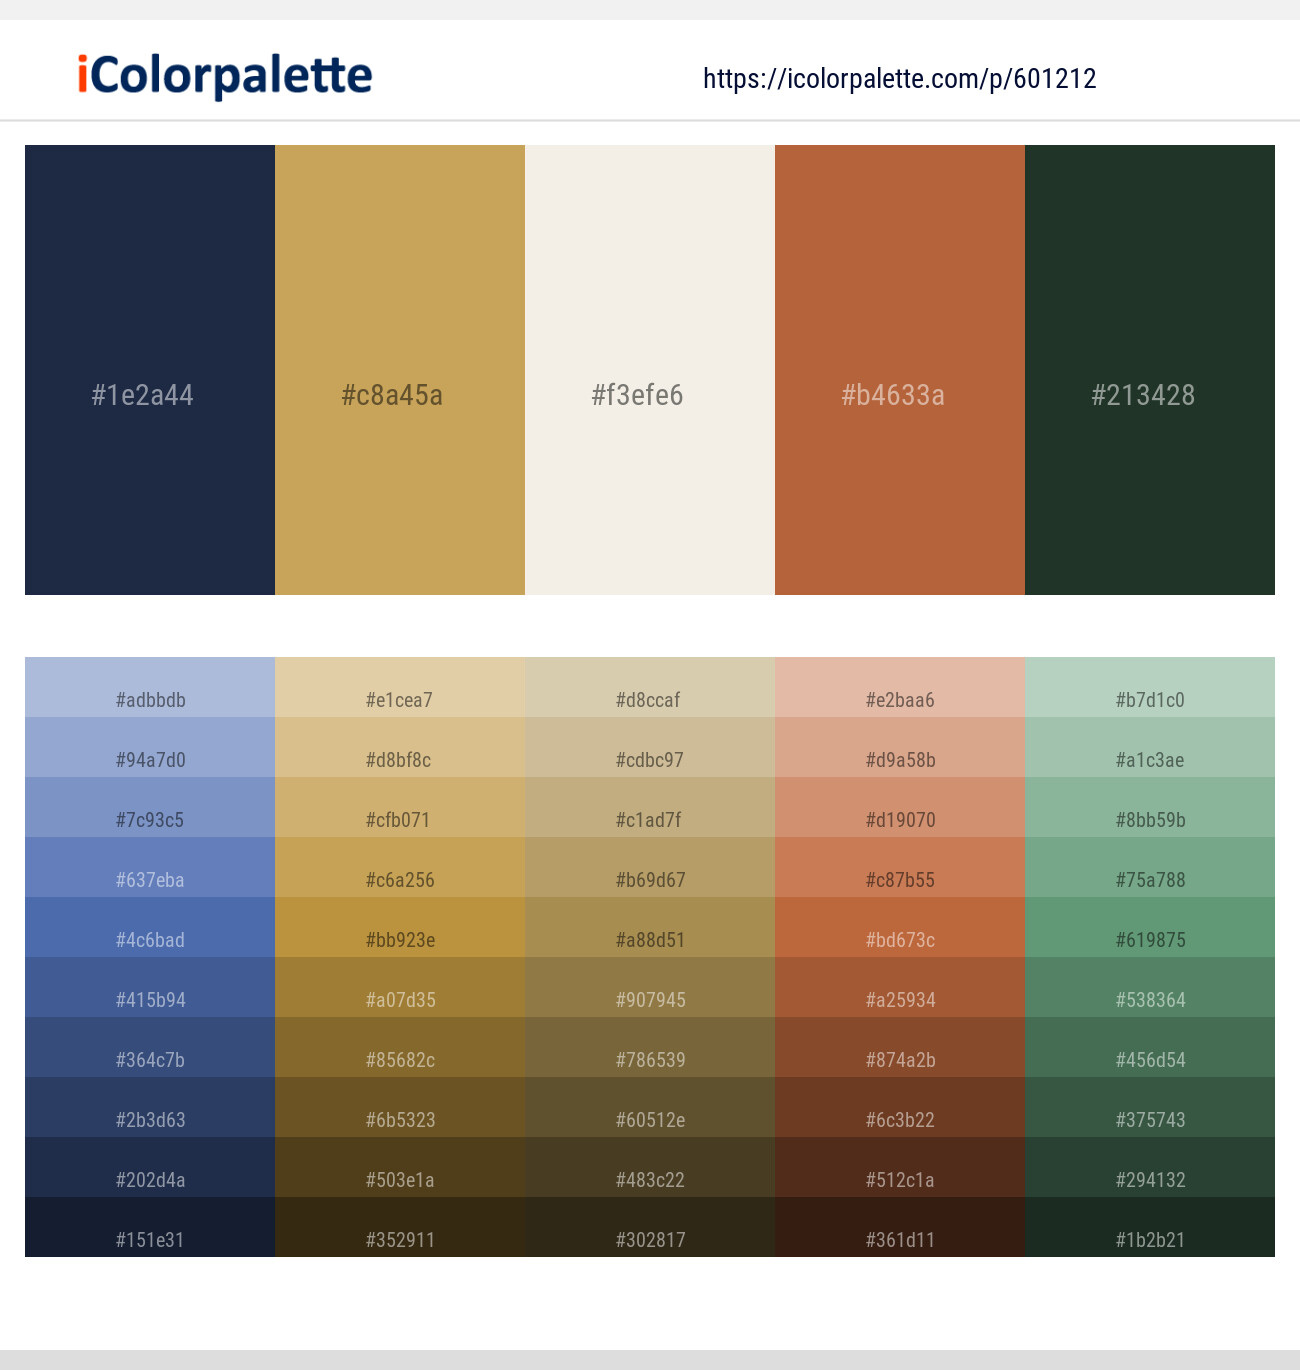 iColorpalette
https://icolorpalette.com/p/601212
#1e2a44 #c8a45a #f3efe6 #b4633a #213428
#adbbdb #e1cea7 #d8ccaf #e2baa6 #b7d1c0
#94a7d0 #d8bf8c #cdbc97 #d9a58b #a1c3ae
#7c93c5 #cfb071 #c1ad7f #d19070 #8bb59b
#637eba #c6a256 #b69d67 #c87b55 #75a788
#4c6bad #bb923e #a88d51 #bd673c #619875
#415b94 #a07d35 #907945 #a25934 #538364
#364c7b #85682c #786539 #874a2b #456d54
#2b3d63 #6b5323 #60512e #6c3b22 #375743
#202d4a #503e1a #483c22 #512c1a #294132
#151e31 #352911 #302817 #361d11 #1b2b21